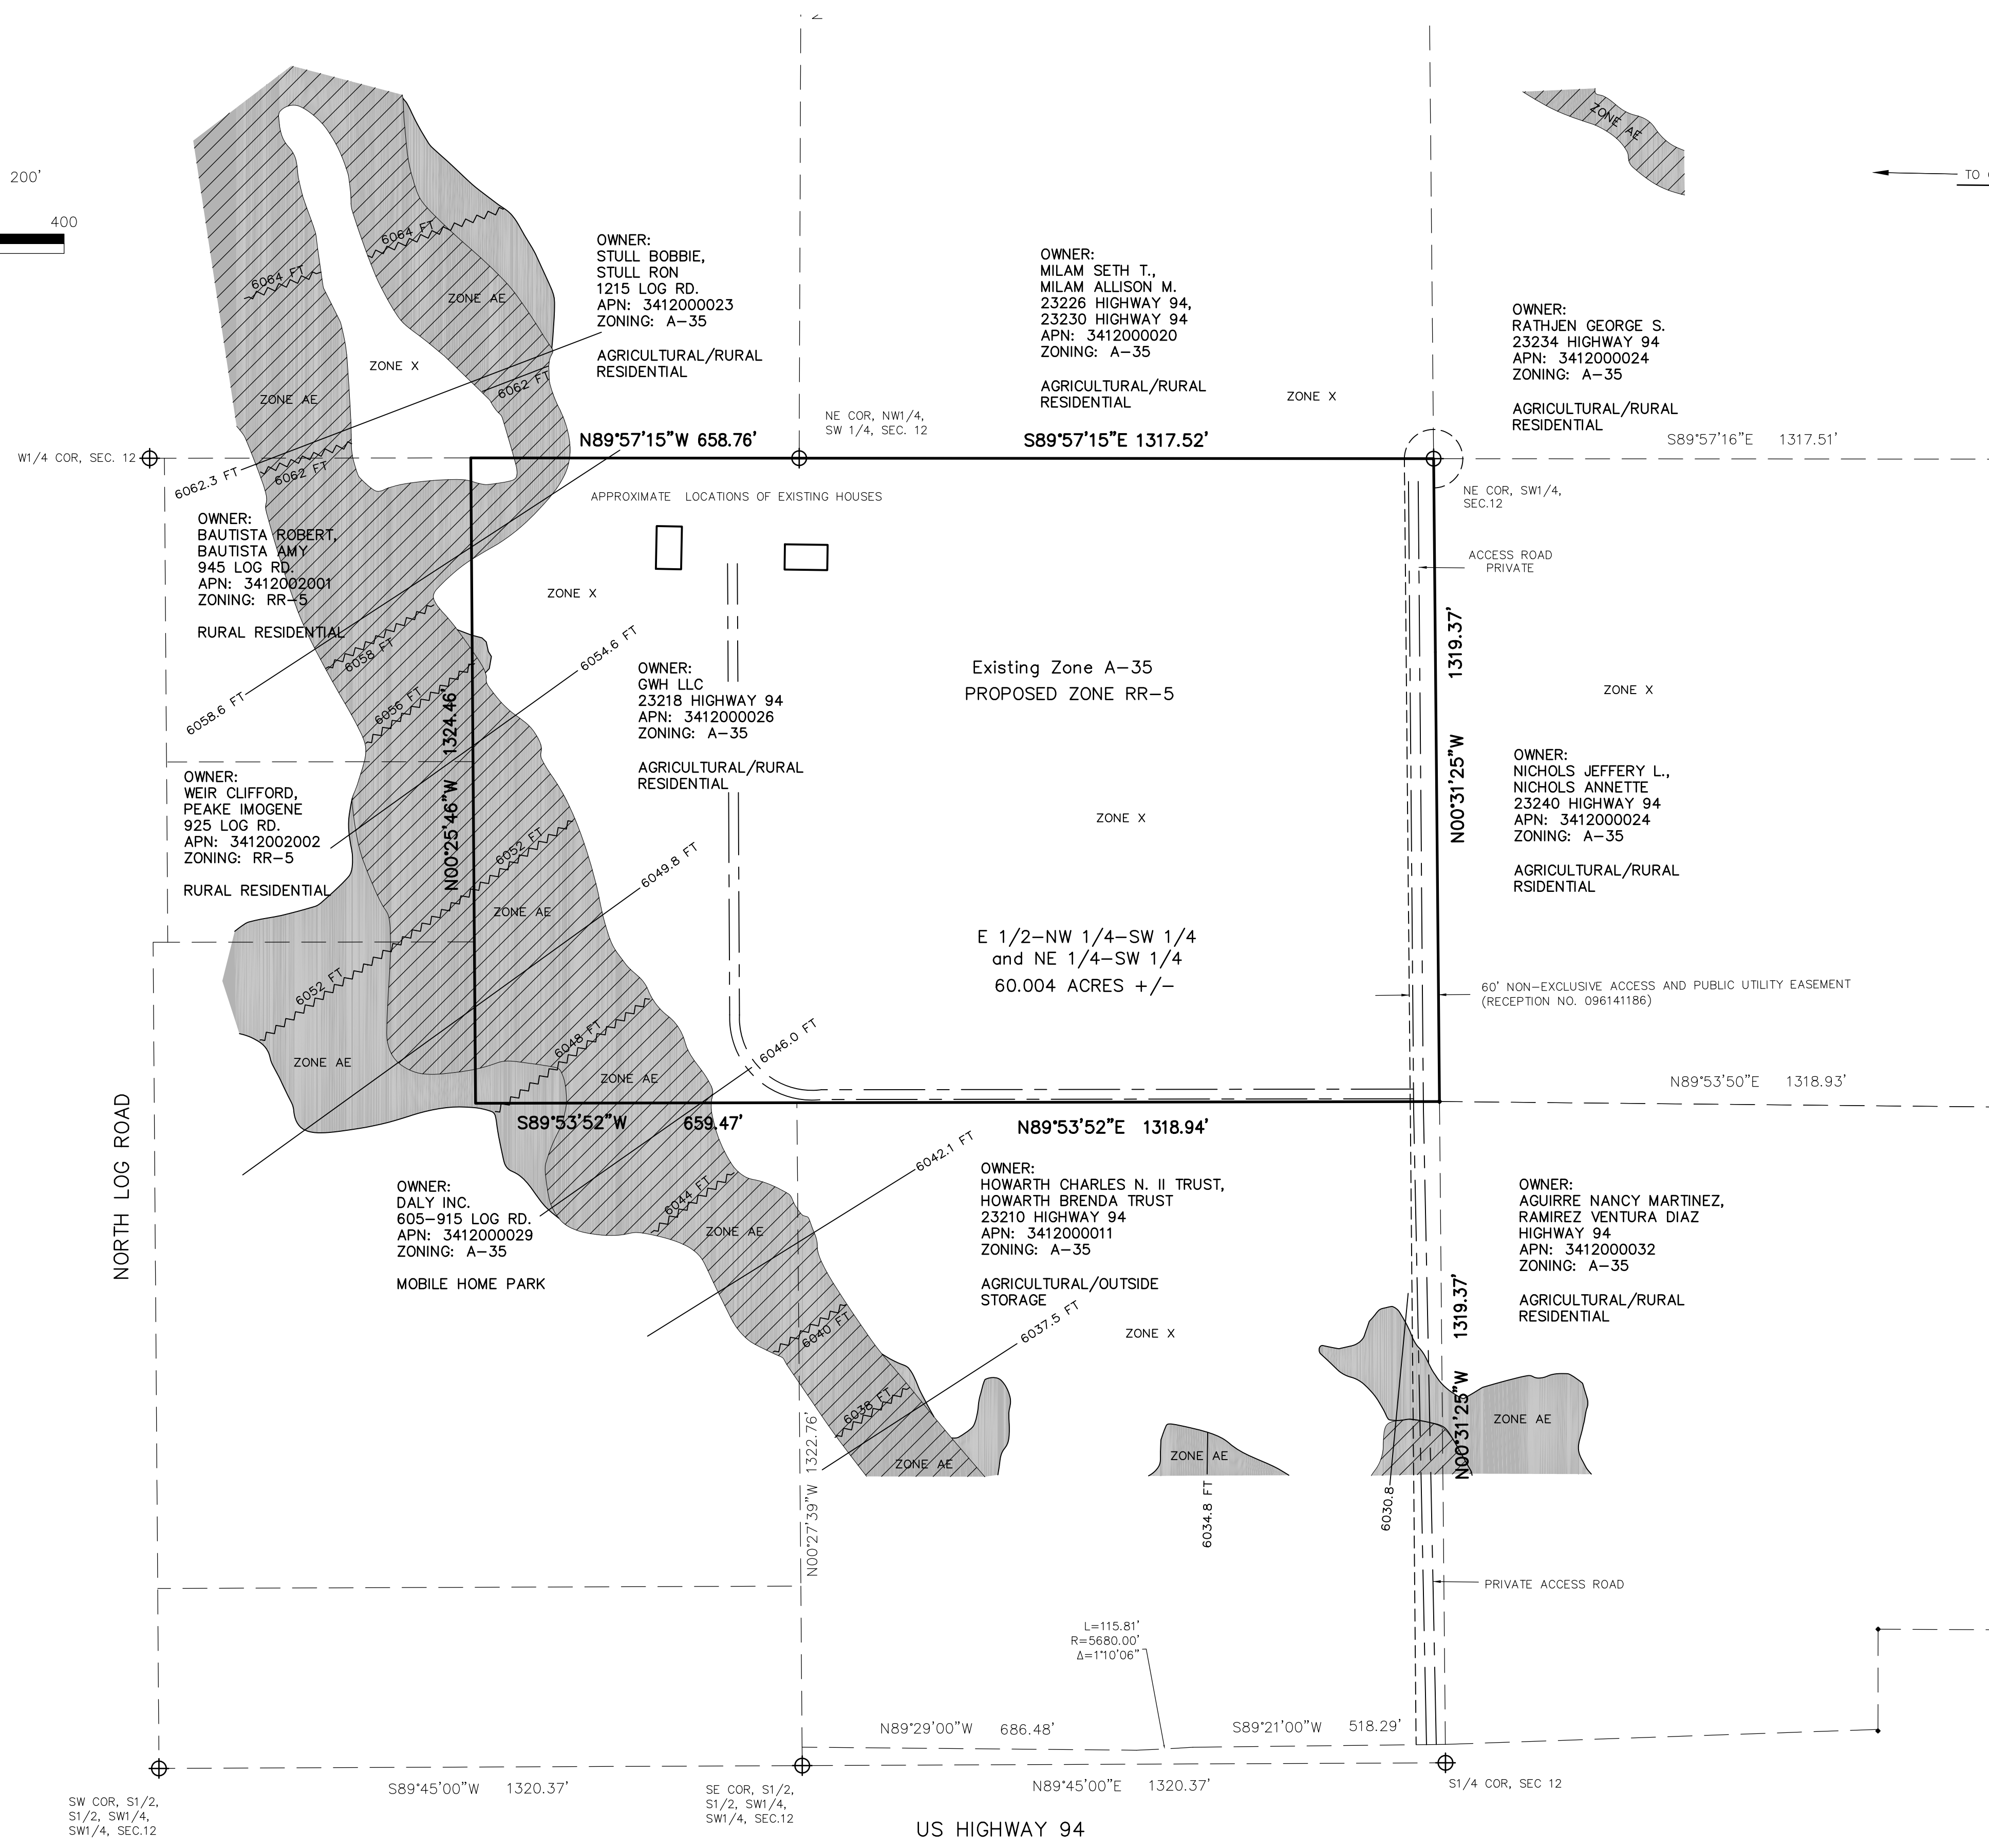 200'
400
ZONE AE
TO
6064 FT
6064 FT
ZONE AE
ZONE X
ZONE AE
6062 FT
6062 FT
6062.3 FT
OWNER:
STULL BOBBIE,
STULL RON
1215 LOG RD.
APN: 3412000023
ZONING: A-35
AGRICULTURAL/RURAL
RESIDENTIAL
OWNER:
MILAM SETH T.,
MILAM ALLISON M.
23226 HIGHWAY 94,
23230 HIGHWAY 94
APN: 3412000020
ZONING: A-35
AGRICULTURAL/RURAL
RESIDENTIAL
ZONE X
OWNER:
RATHJEN GEORGE S.
23234 HIGHWAY 94
APN: 3412000024
ZONING: A-35
AGRICULTURAL/RURAL
RESIDENTIAL
NE COR, NW1/4,
SW 1/4, SEC. 12
N89°57'15"W 658.76'
S89°57'15"E 1317.52'
S89°57'16"E 1317.51'
W1/4 COR, SEC. 12
APPROXIMATE LOCATIONS OF EXISTING HOUSES
NE COR, SW1/4,
SEC.12
OWNER:
BAUTISTA ROBERT,
BAUTISTA AMY
945 LOG RD.
APN: 3412002001
ZONING: RR-5
RURAL RESIDENTIAL
ACCESS ROAD
PRIVATE
ZONE X
6058 FT
6058.6 FT
6056 FT
6054.6 FT
N00°25'46"W 1324.46'
OWNER:
GWH LLC
23218 HIGHWAY 94
APN: 3412000026
ZONING: A-35
AGRICULTURAL/RURAL
RESIDENTIAL
Existing Zone A-35
PROPOSED ZONE RR-5
N00°31'25"W 1319.37'
ZONE X
OWNER:
WEIR CLIFFORD,
PEAKE IMOGENE
925 LOG RD.
APN: 3412002002
ZONING: RR-5
RURAL RESIDENTIAL
OWNER:
NICHOLS JEFFERY L.,
NICHOLS ANNETTE
23240 HIGHWAY 94
APN: 3412000024
ZONING: A-35
AGRICULTURAL/RURAL
RSIDENTIAL
ZONE X
6052 FT
6049.8 FT
ZONE AE
E 1/2-NW 1/4-SW 1/4
and NE 1/4-SW 1/4
60.004 ACRES +/-
6052 FT
60' NON-EXCLUSIVE ACCESS AND PUBLIC UTILITY EASEMENT
(RECEPTION NO. 096141186)
ZONE AE
6048 FT
6046.0 FT
ZONE AE
N89°53'50"E 1318.93'
S89°53'52"W 659.47'
N89°53'52"E 1318.94'
NORTH LOG ROAD
6042.1 FT
OWNER:
DALY INC.
605-915 LOG RD.
APN: 3412000029
ZONING: A-35
MOBILE HOME PARK
6044 FT
ZONE AE
OWNER:
HOWARTH CHARLES N. II TRUST,
HOWARTH BRENDA TRUST
23210 HIGHWAY 94
APN: 3412000011
ZONING: A-35
AGRICULTURAL/OUTSIDE
STORAGE
OWNER:
AGUIRRE NANCY MARTINEZ,
RAMIREZ VENTURA DIAZ
HIGHWAY 94
APN: 3412000032
ZONING: A-35
AGRICULTURAL/RURAL
RESIDENTIAL
6040 FT
6037.5 FT
ZONE X
6038 FT
ZONE AE
ZONE AE
ZONE AE
N00°31'25"W 1319.37'
N00°27'39"W 1322.76'
6034.8 FT
6030.8
PRIVATE ACCESS ROAD
L=115.81'
R=5680.00'
Δ=1°10'06"
N89°29'00"W 686.48'
S89°21'00"W 518.29'
S89°45'00"W 1320.37'
N89°45'00"E 1320.37'
S1/4 COR, SEC 12
SW COR, S1/2,
S1/2, SW1/4,
SW1/4, SEC.12
SE COR, S1/2,
S1/2, SW1/4,
SW1/4, SEC.12
US HIGHWAY 94